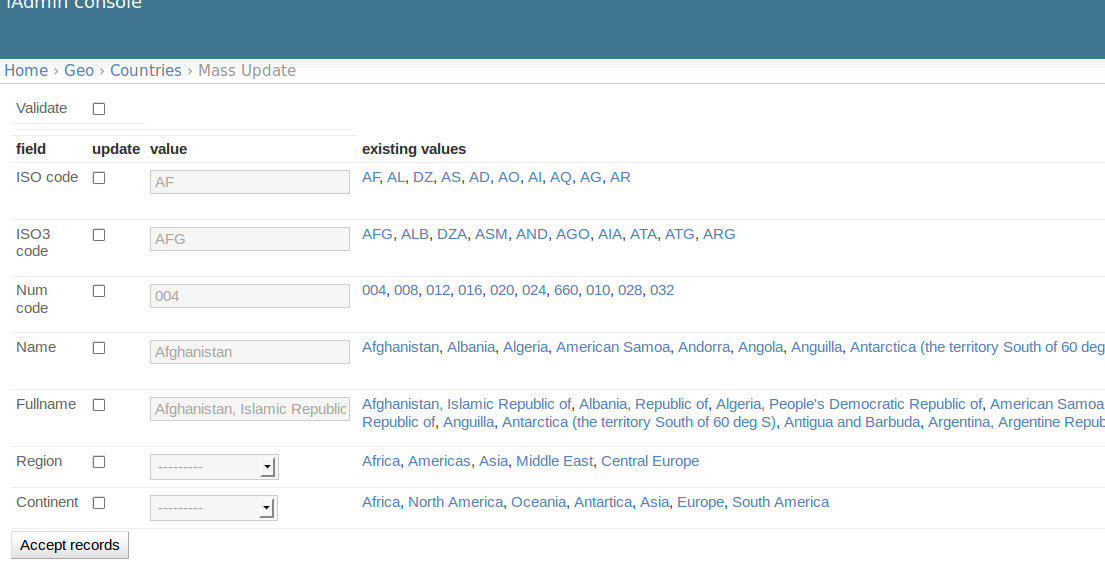 iAdmin console
Home › Geo › Countries › Mass Update
Validate
field update value existing values
ISO code AF AF, AL, DZ, AS, AD, AO, AI, AQ, AG, AR
ISO3 code AFG AFG, ALB, DZA, ASM, AND, AGO, AIA, ATA, ATG, ARG
Num code 004 004, 008, 012, 016, 020, 024, 660, 010, 028, 032
Name Afghanistan Afghanistan, Albania, Algeria, American Samoa, Andorra, Angola, Anguilla, Antarctica (the territory South of 60 deg
Fullname Afghanistan, Islamic Republic Afghanistan, Islamic Republic of, Albania, Republic of, Algeria, People's Democratic Republic of, American Samoa
Republic of, Anguilla, Antarctica (the territory South of 60 deg S), Antigua and Barbuda, Argentina, Argentine Repub
Region --------- Africa, Americas, Asia, Middle East, Central Europe
Continent --------- Africa, North America, Oceania, Antartica, Asia, Europe, South America
Accept records